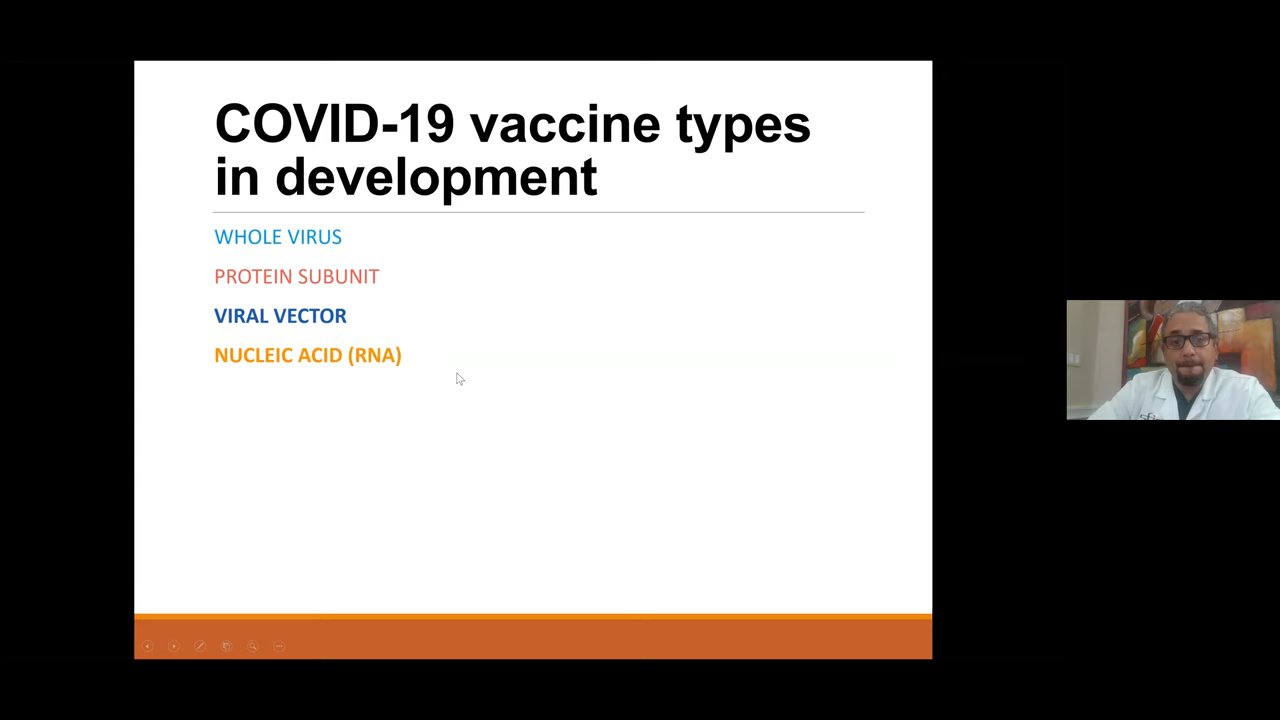 COVID-19 vaccine types
in development
WHOLE VIRUS
PROTEIN SUBUNIT
VIRAL VECTOR
NUCLEIC ACID (RNA)